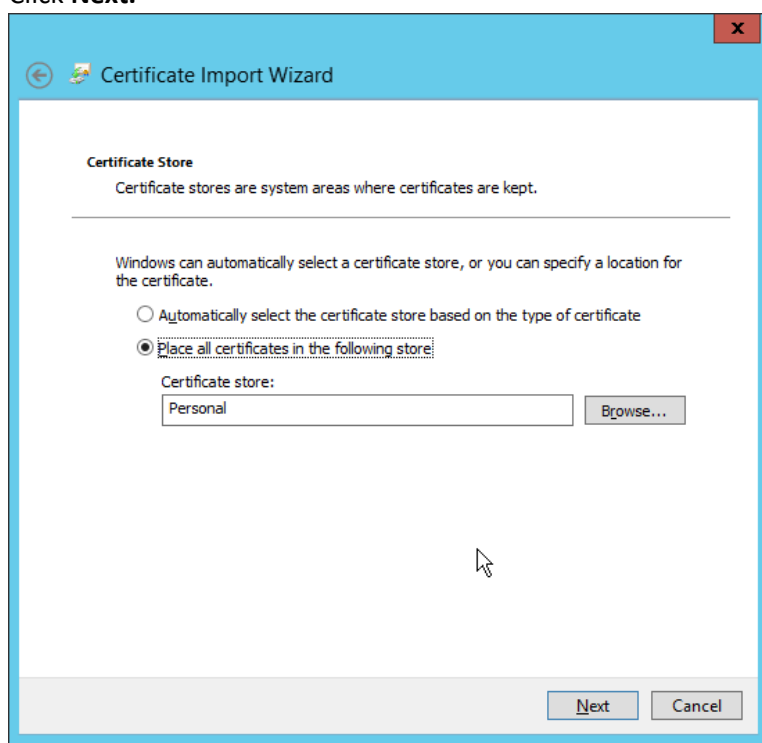 Click Next.
x
Certificate Import Wizard
Certificate Store
Certificate stores are system areas where certificates are kept.
Windows can automatically select a certificate store, or you can specify a location for
the certificate.
Automatically select the certificate store based on the type of certificate
Place all certificates in the following store
Certificate store:
Personal
Browse...
Next
Cancel